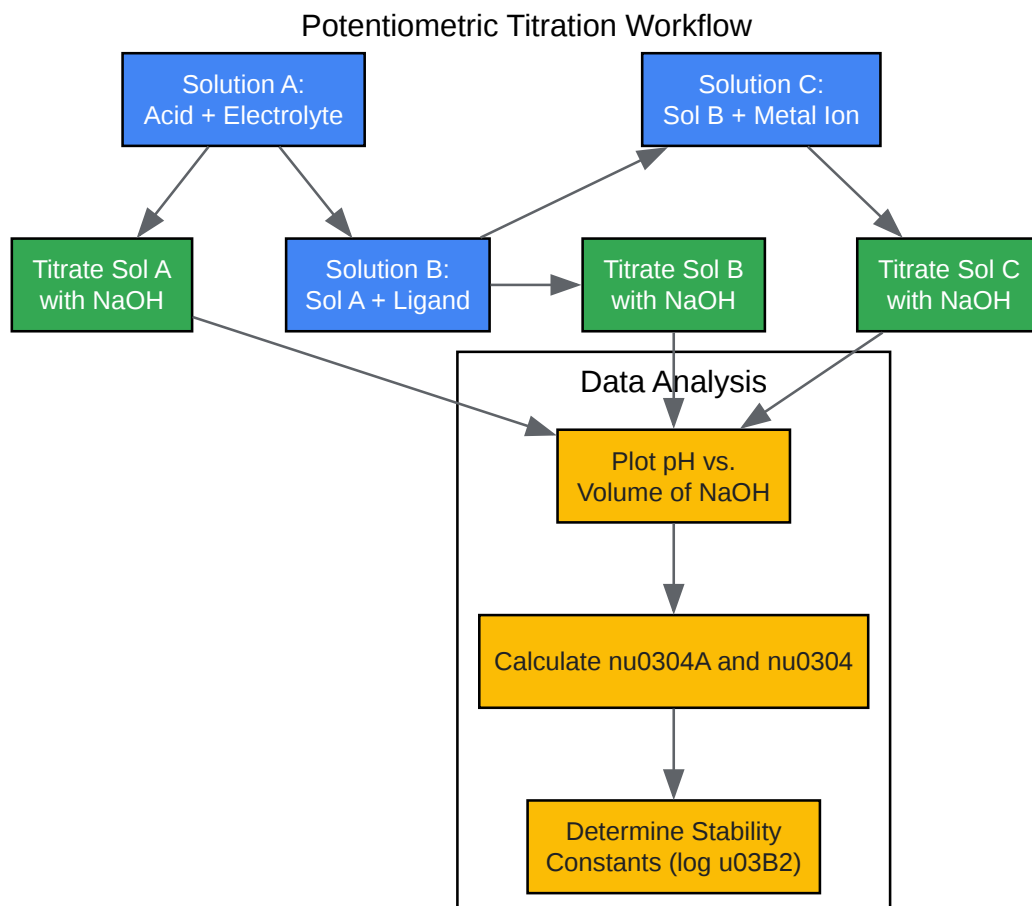 Potentiometric Titration Workflow
Solution A:
Acid + Electrolyte
Solution C:
Sol B + Metal Ion
Titrate Sol A
with NaOH
Solution B:
Sol A + Ligand
Titrate Sol B
with NaOH
Titrate Sol C
with NaOH
Data Analysis
Plot pH vs.
Volume of NaOH
Calculate nu0304A and nu0304
Determine Stability
Constants (log u03B2)